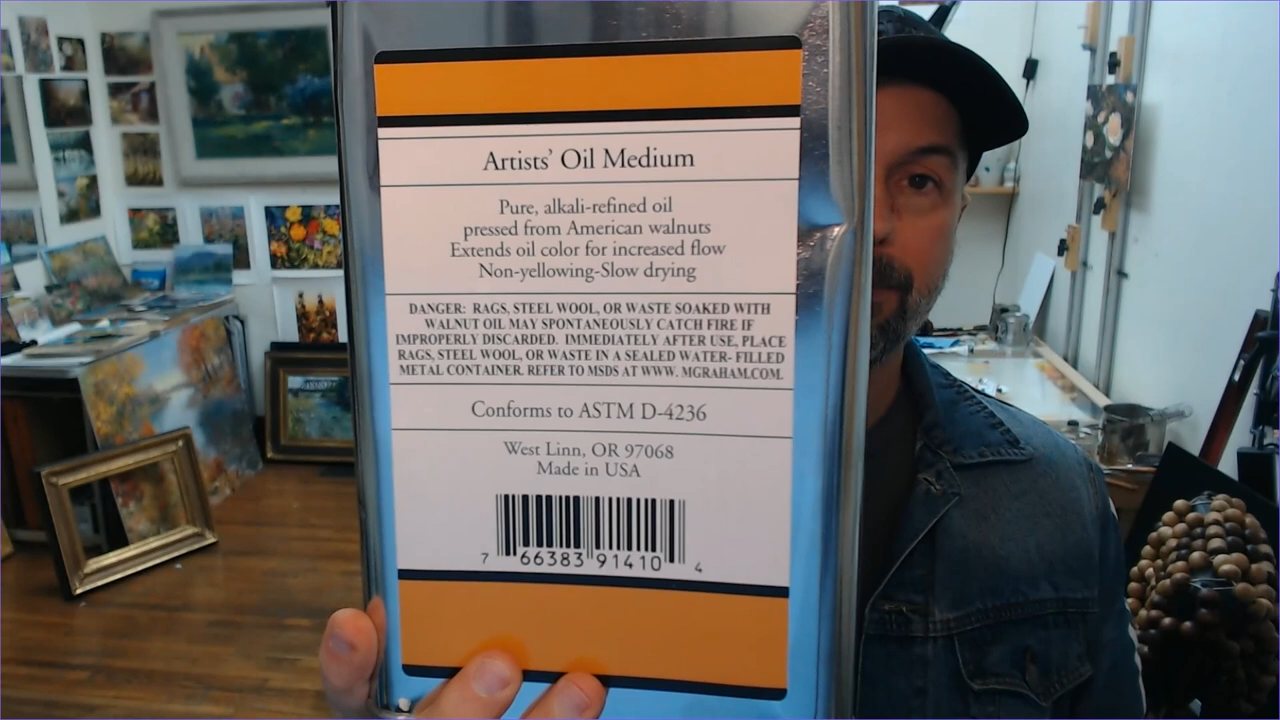 Artists' Oil Medium
Pure, alkali-refined oil
pressed from American walnuts
Extends oil color for increased flow
Non-yellowing-Slow drying
DANGER: RAGS, STEEL WOOL, OR WASTE SOAKED WITH
WALNUT OIL MAY SPONTANEOUSLY CATCH FIRE IF
IMPROPERLY DISCARDED. IMMEDIATELY AFTER USE, PLACE
RAGS, STEEL WOOL, OR WASTE IN A SEALED WATER- FILLED
METAL CONTAINER. REFER TO MSDS AT WWW. MGRAHAM.COM.
Conforms to ASTM D-4236
West Linn, OR 97068
Made in USA
7 66383 91410 4